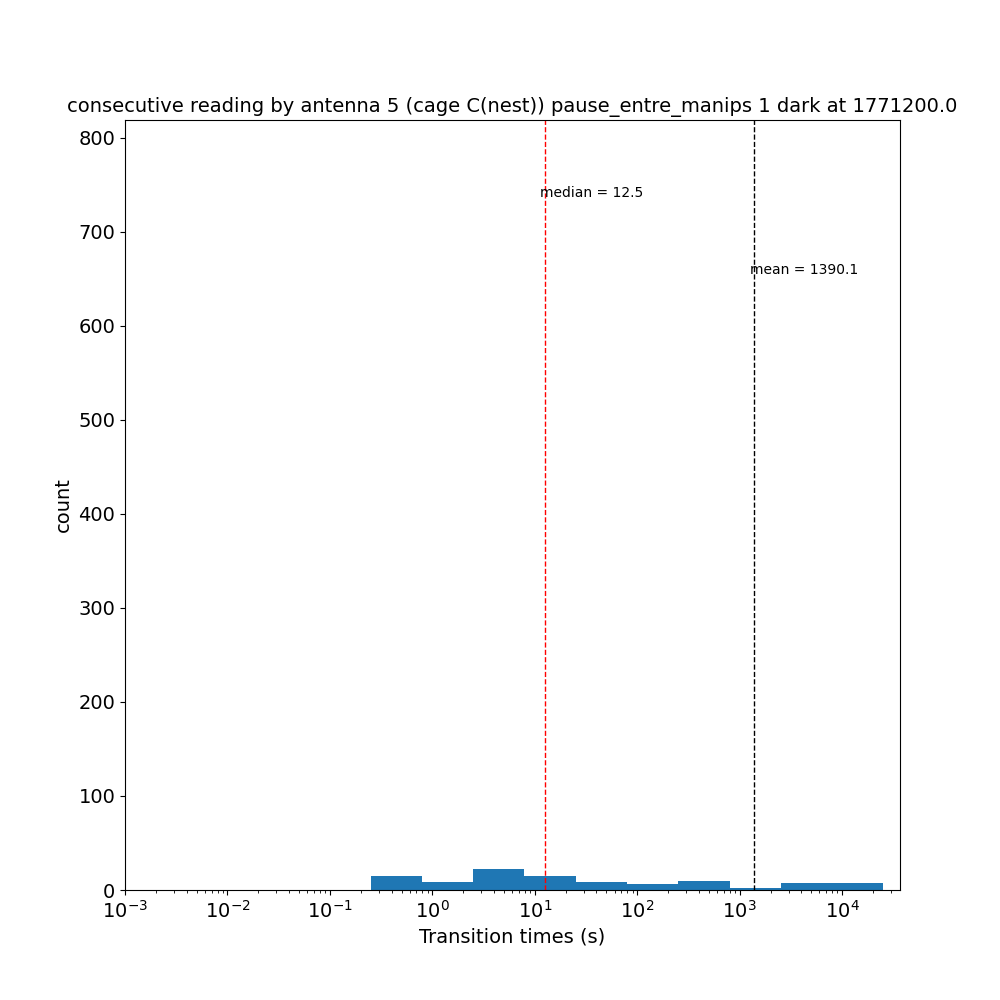 consecutive reading by antenna 5 (cage C(nest)) pause_entre_manips 1 dark at 1771200.0
800
median = 12.5
700
mean = 1390.1
600
500
count
400
300
200
100
0
10⁻³ 10⁻² 10⁻¹ 10⁰ 10¹ 10² 10³ 10⁴
Transition times (s)